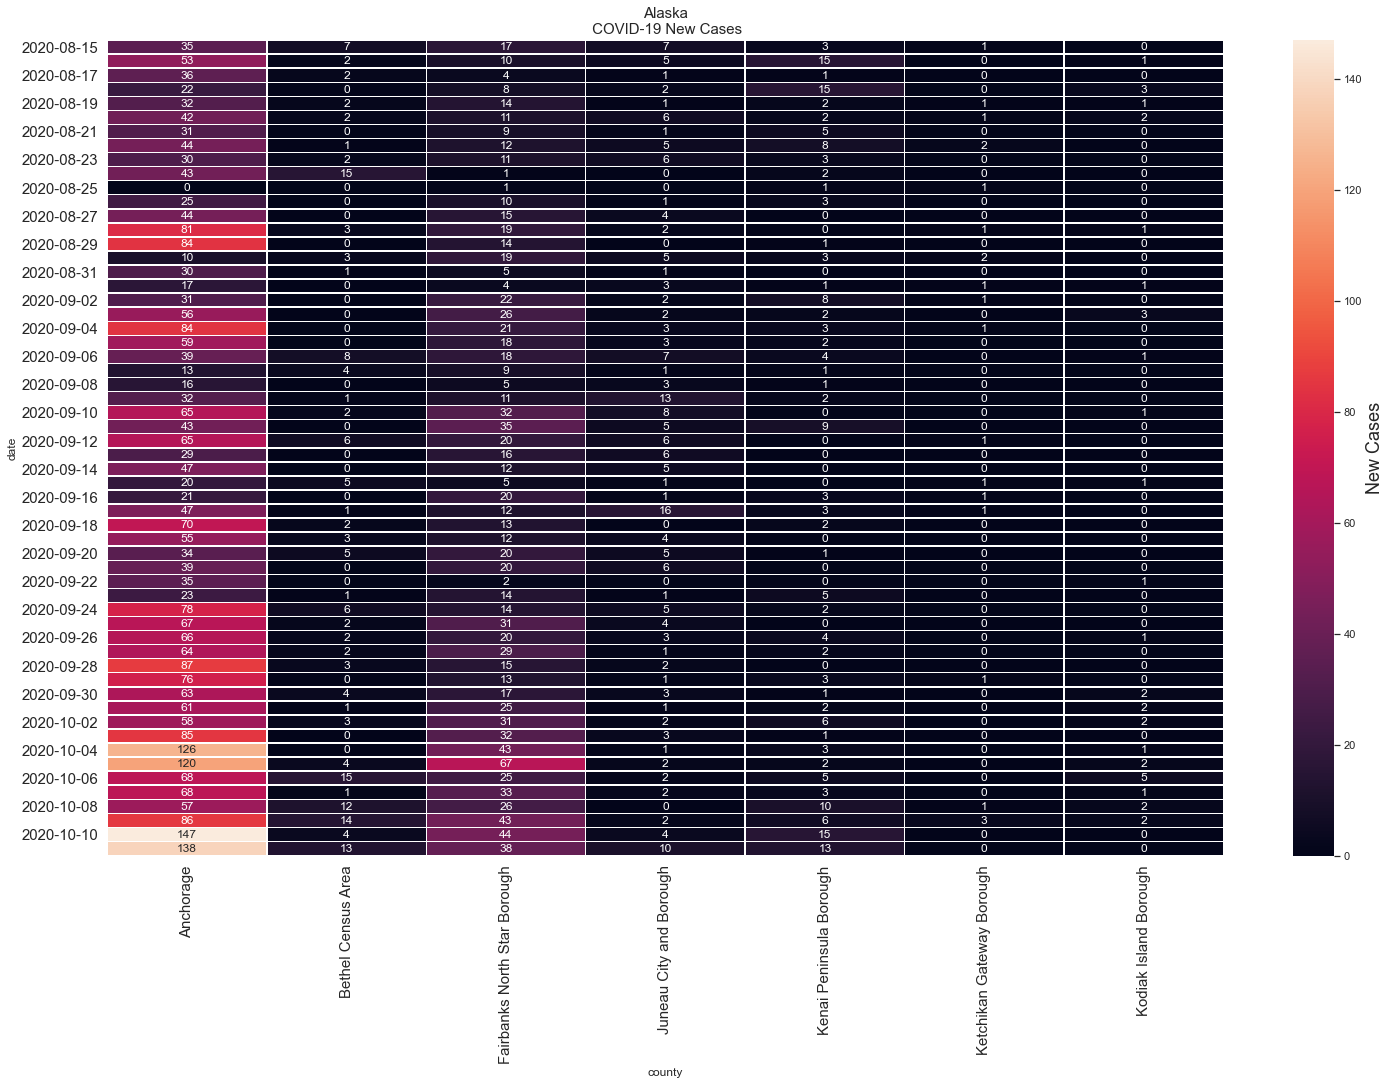 Alaska
COVID-19 New Cases
2020-08-15 35 7 17 7 3 1 0
53 2 10 5 15 0 1
2020-08-17 36 2 4 1 1 0 0
22 0 8 2 15 0 3
2020-08-19 32 2 14 1 2 1 1
42 2 11 6 2 1 2
2020-08-21 31 0 9 1 5 0 0
44 1 12 5 8 2 0
2020-08-23 30 2 11 6 3 0 0
43 15 1 0 2 0 0
2020-08-25 0 0 1 0 1 1 0
25 0 10 1 3 0 0
2020-08-27 44 0 15 4 0 0 0
81 3 19 2 0 1 1
2020-08-29 84 0 14 0 1 0 0
10 3 19 5 3 2 0
2020-08-31 30 1 5 1 0 0 0
17 0 4 3 1 1 1
2020-09-02 31 0 22 2 8 1 0
56 0 26 2 2 0 3
2020-09-04 84 0 21 3 3 1 0
59 0 18 3 2 0 0
2020-09-06 39 8 18 7 4 0 1
13 4 9 1 1 0 0
2020-09-08 16 0 5 3 1 0 0
32 1 11 13 2 0 0
2020-09-10 65 2 32 8 0 0 1
43 0 35 5 9 0 0
2020-09-12 65 6 20 6 0 1 0
29 0 16 6 0 0 0
2020-09-14 47 0 12 5 0 0 0
20 5 5 1 0 1 1
2020-09-16 21 0 20 1 3 1 0
47 1 12 16 3 1 0
2020-09-18 70 2 13 0 2 0 0
55 3 12 4 0 0 0
2020-09-20 34 5 20 5 1 0 0
39 0 20 6 0 0 0
2020-09-22 35 0 2 0 0 0 1
23 1 14 1 5 0 0
2020-09-24 78 6 14 5 2 0 0
67 2 31 4 0 0 0
2020-09-26 66 2 20 3 4 0 1
64 2 29 1 2 0 0
2020-09-28 87 3 15 2 0 0 0
76 0 13 1 3 1 0
2020-09-30 63 4 17 3 1 0 2
61 1 25 1 2 0 2
2020-10-02 58 3 31 2 6 0 2
85 0 32 3 1 0 0
2020-10-04 126 0 43 1 3 0 1
120 4 67 2 2 0 2
2020-10-06 68 15 25 2 5 0 5
68 1 33 2 3 0 1
2020-10-08 57 12 26 0 10 1 2
86 14 43 2 6 3 2
2020-10-10 147 4 44 4 15 0 0
138 13 38 10 13 0 0
date
Anchorage
Bethel Census Area
Fairbanks North Star Borough
Juneau City and Borough
Kenai Peninsula Borough
Ketchikan Gateway Borough
Kodiak Island Borough
county
140
120
100
80
60
40
20
0
New Cases